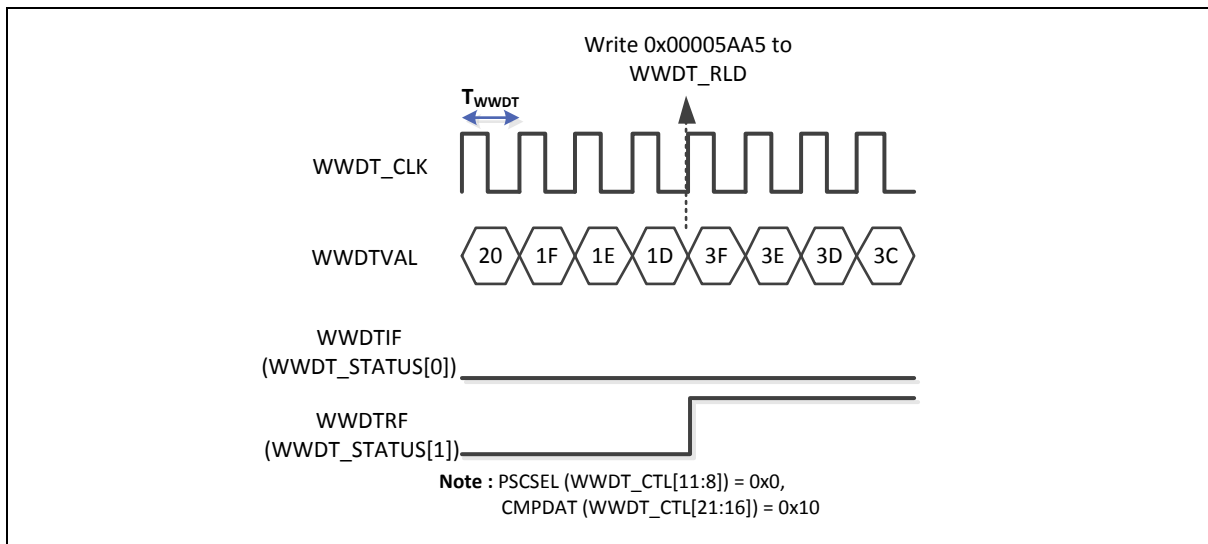 Write 0x00005AA5 to
WWDT_RLD
TWWDT
WWDT_CLK
WWDTVAL 20 1F 1E 1D 3F 3E 3D 3C
WWDTIF
(WWDT_STATUS[0])
WWDTRF
(WWDT_STATUS[1])
Note : PSCSEL (WWDT_CTL[11:8]) = 0x0,
CMPDAT (WWDT_CTL[21:16]) = 0x10